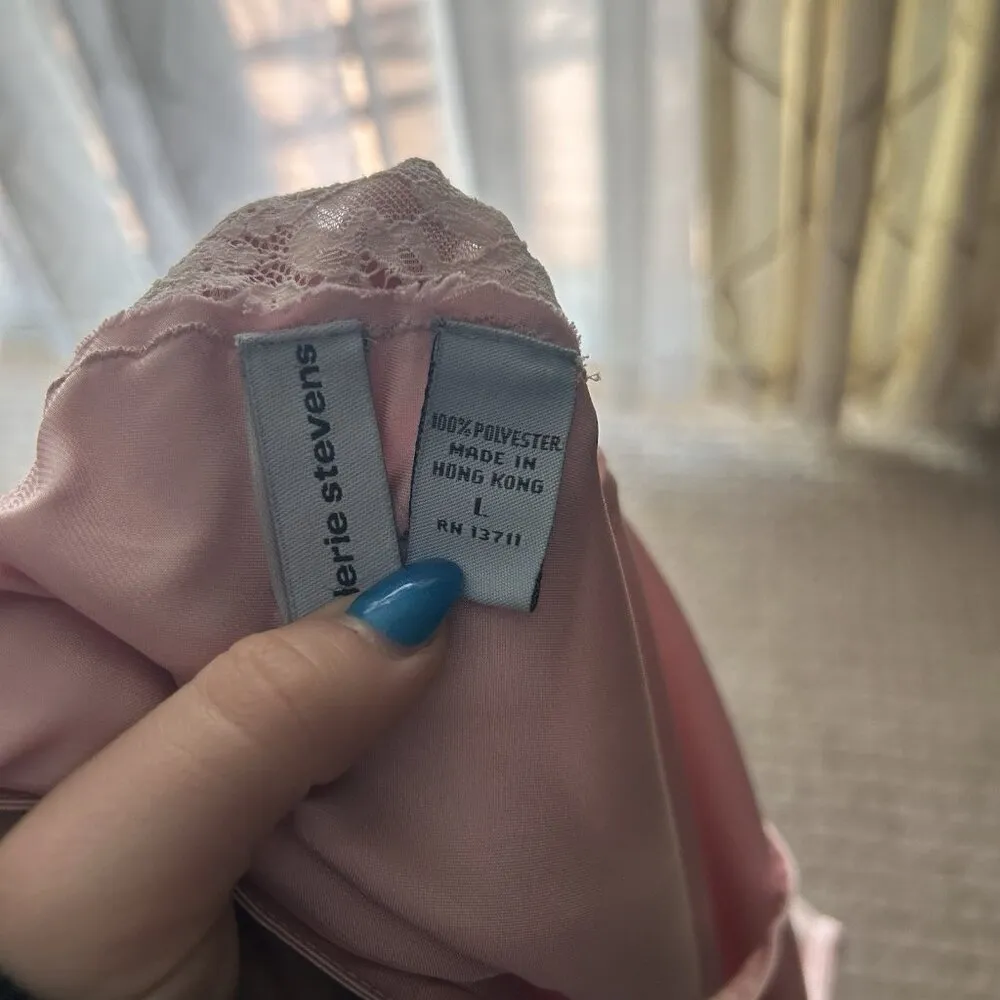 lerie stevens
100% POLYESTER
MADE IN
HONG KONG
L
RN 13711